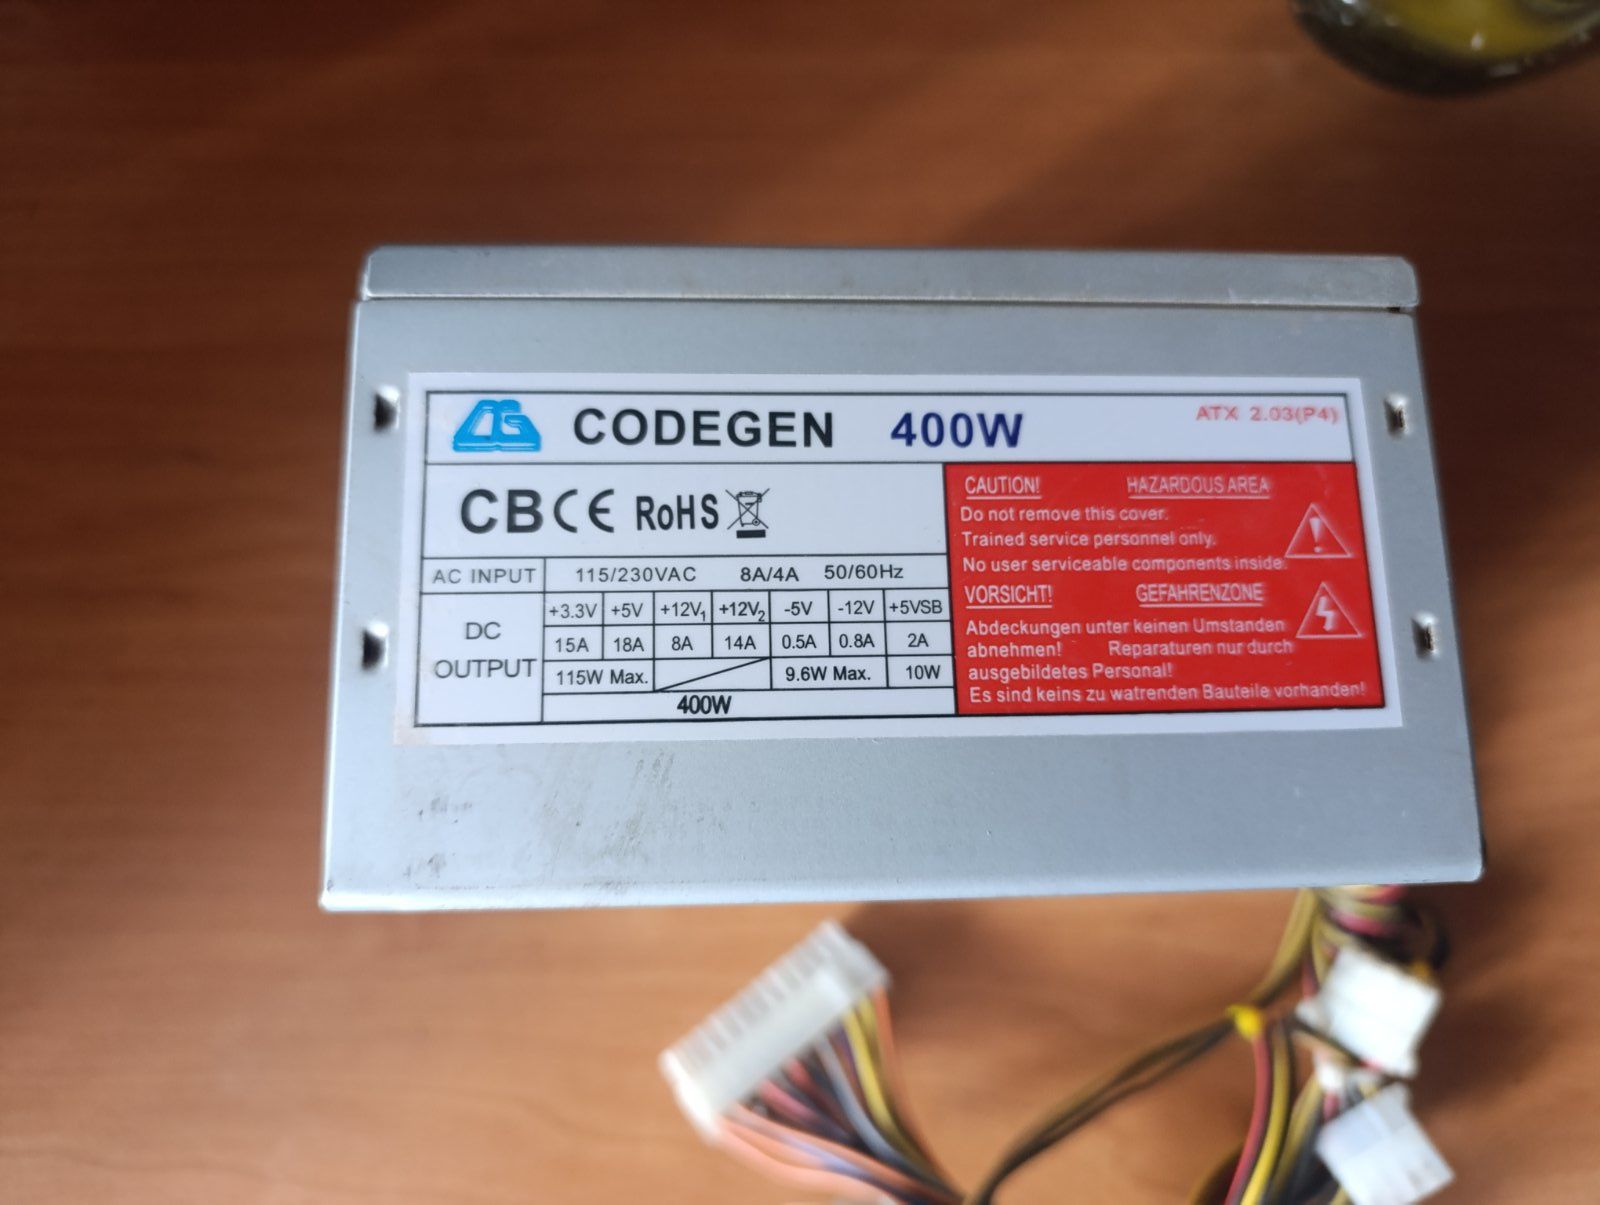 CG CODEGEN 400W ATX 2.03(P4)
CB CE RoHS
AC INPUT 115/230VAC 8A/4A 50/60Hz
DC OUTPUT
+3.3V +5V +12V1 +12V2 -5V -12V +5VSB
15A 18A 8A 14A 0.5A 0.8A 2A
115W Max. 9.6W Max. 10W
400W
CAUTION! HAZARDOUS AREA
Do not remove this cover.
Trained service personnel only.
No user serviceable components inside.
VORSICHT! GEFAHRENZONE
Abdeckungen unter keinen Umstanden
abnehmen! Reparaturen nur durch
ausgebildetes Personal!
Es sind keins zu watrenden Bauteile vorhanden!